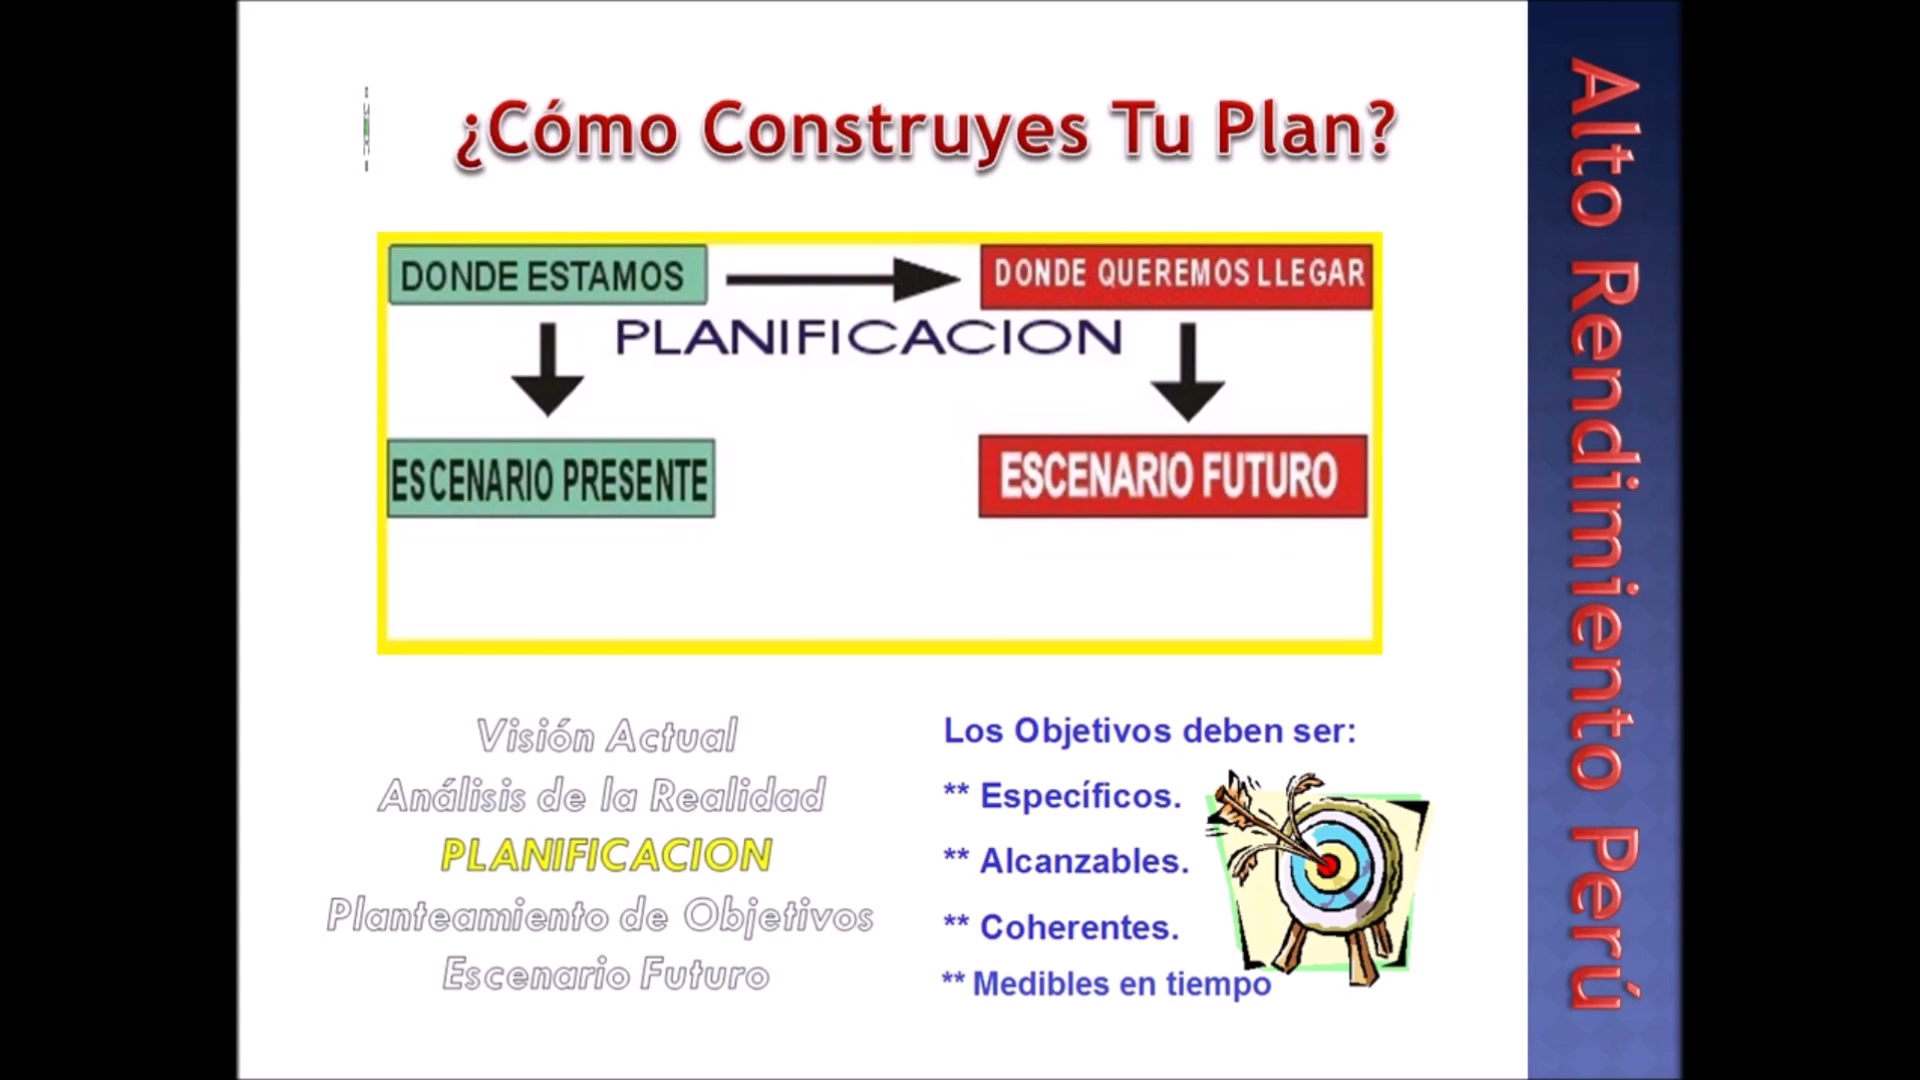 ¿Cómo Construyes Tu Plan?
DONDE ESTAMOS
DONDE QUEREMOS LLEGAR
PLANIFICACION
ESCENARIO PRESENTE
ESCENARIO FUTURO
Visión Actual
Análisis de la Realidad
PLANIFICACION
Planteamiento de Objetivos
Escenario Futuro
Los Objetivos deben ser:
** Específicos.
** Alcanzables.
** Coherentes.
** Medibles en tiempo
Alto Rendimiento Perú